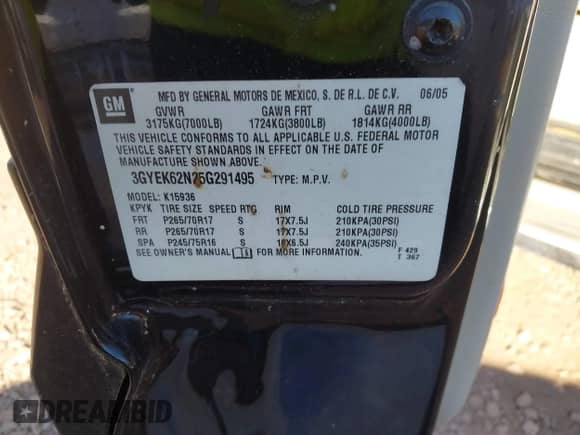 GM
MFD BY GENERAL MOTORS DE MEXICO, S. DE R.L. DE C.V. 06/05
GVWR GAWR FRT GAWR RR
3175KG(7000LB) 1724KG(3800LB) 1814KG(4000LB)
THIS VEHICLE CONFORMS TO ALL APPLICABLE U.S. FEDERAL MOTOR
VEHICLE SAFETY STANDARDS IN EFFECT ON THE DATE OF
MANUFACTURE SHOWN ABOVE.
3GYEK62N25G291495 TYPE: M.P.V.
MODEL: K15936
KPYK TIRE SIZE SPEED RTG RIM COLD TIRE PRESSURE
FRT P265/70R17 S 17X7.5J 210KPA(30PSI)
RR P265/70R17 S 17X7.5J 210KPA(30PSI)
SPA P245/75R16 S 16X6.5J 240KPA(35PSI)
SEE OWNER'S MANUAL FOR MORE INFORMATION.
F 429
T 367
DREAMBID